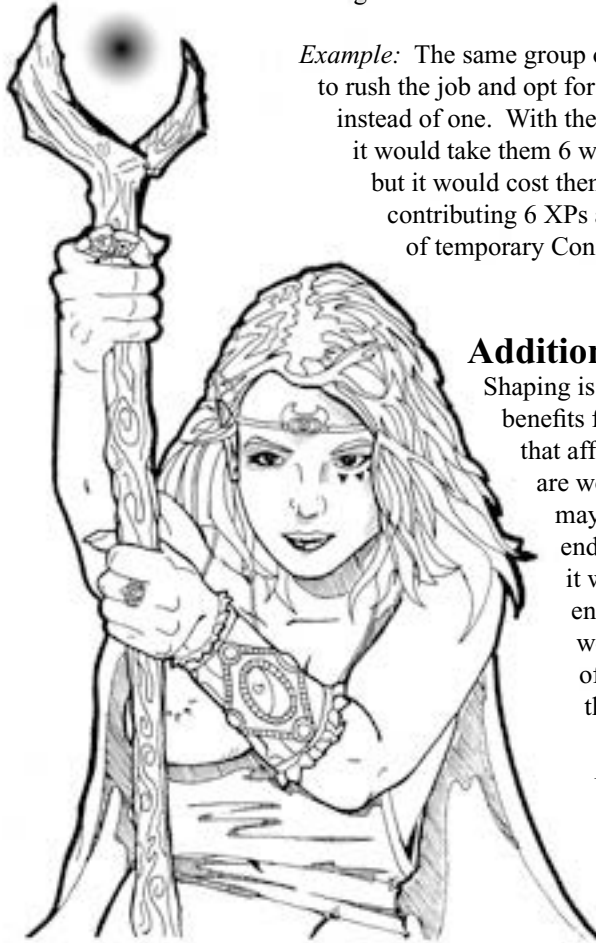 Example: The same group
to rush the job and opt for
instead of one. With the
it would take them 6
but it would cost them
contributing 6 XPs
of temporary Con
Addition
Shaping is
benefits
that aff
are
may
end
it
en
w
of
th